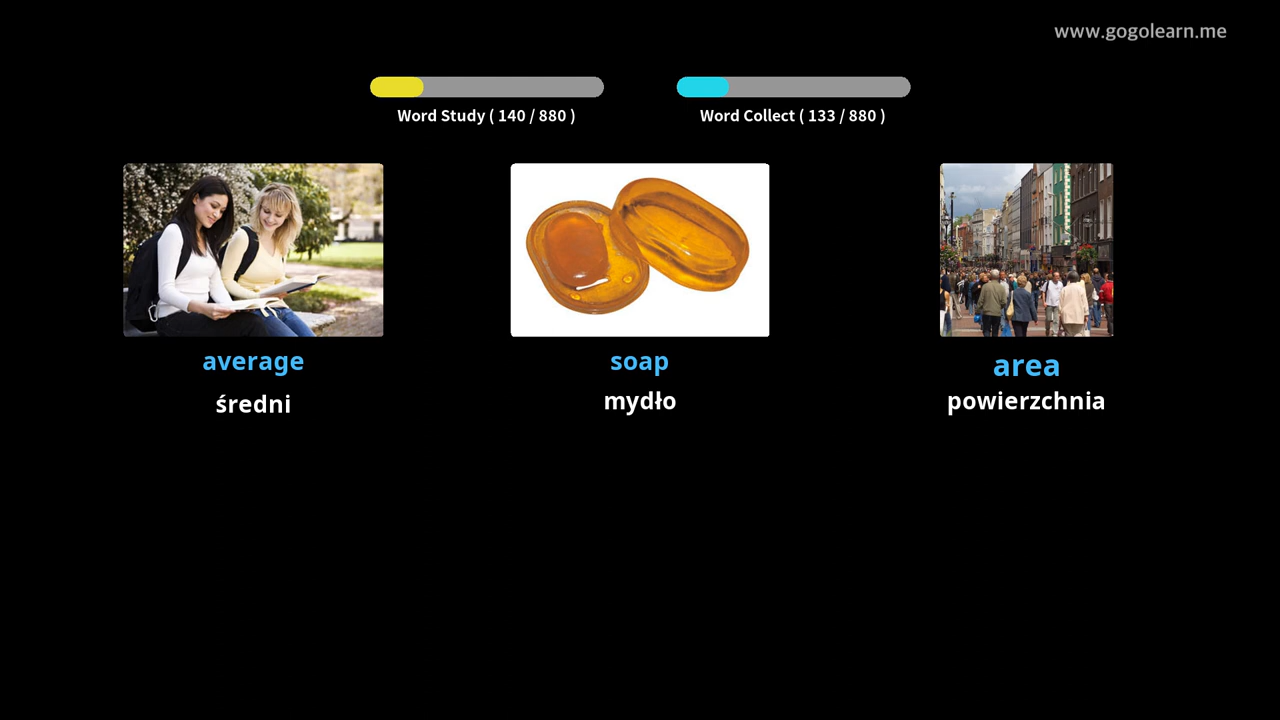 www.gogolearn.me
Word Study ( 140 / 880 )
Word Collect ( 133 / 880 )
average
średni
soap
mydło
area
powierzchnia